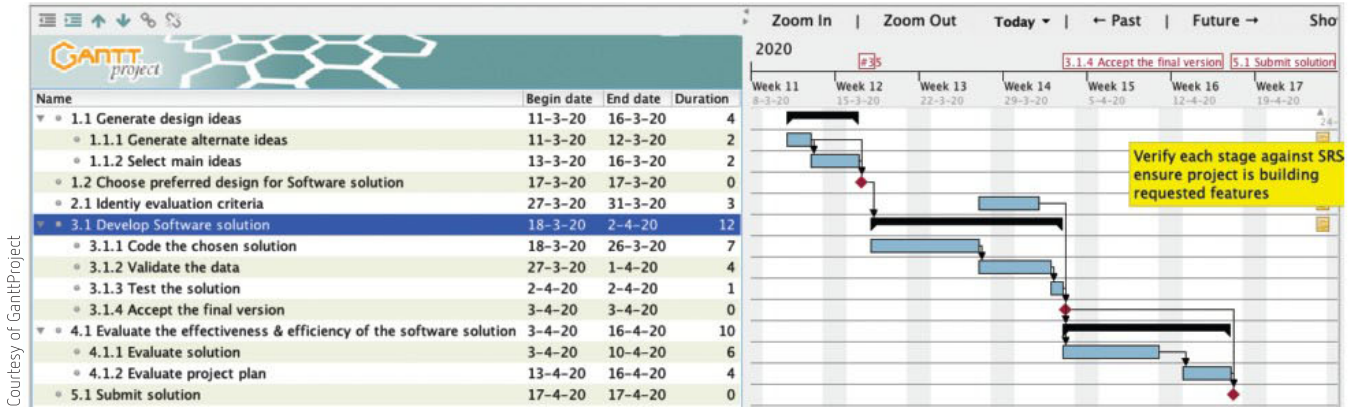 Zoom In | Zoom Out Today | ← Past | Future → Sho
GANTT project
2020
#35 3.1.4 Accept the final version 5.1 Submit solution
Week 11 Week 12 Week 13 Week 14 Week 15 Week 16 Week 17
8-3-20 15-3-20 22-3-20 29-3-20 5-4-20 12-4-20 19-4-20
Name Begin date End date Duration
24-
1.1 Generate design ideas 11-3-20 16-3-20 4
1.1.1 Generate alternate ideas 11-3-20 12-3-20 2
1.1.2 Select main ideas 13-3-20 16-3-20 2
1.2 Choose preferred design for Software solution 17-3-20 17-3-20 0
2.1 Identiy evaluation criteria 27-3-20 31-3-20 3
3.1 Develop Software solution 18-3-20 2-4-20 12
3.1.1 Code the chosen solution 18-3-20 26-3-20 7
3.1.2 Validate the data 27-3-20 1-4-20 4
3.1.3 Test the solution 2-4-20 2-4-20 1
3.1.4 Accept the final version 3-4-20 3-4-20 0
4.1 Evaluate the effectiveness & efficiency of the software solution 3-4-20 16-4-20 10
4.1.1 Evaluate solution 3-4-20 10-4-20 6
4.1.2 Evaluate project plan 13-4-20 16-4-20 4
5.1 Submit solution 17-4-20 17-4-20 0
Verify each stage against SRS
ensure project is building
requested features
Courtesy of GanttProject